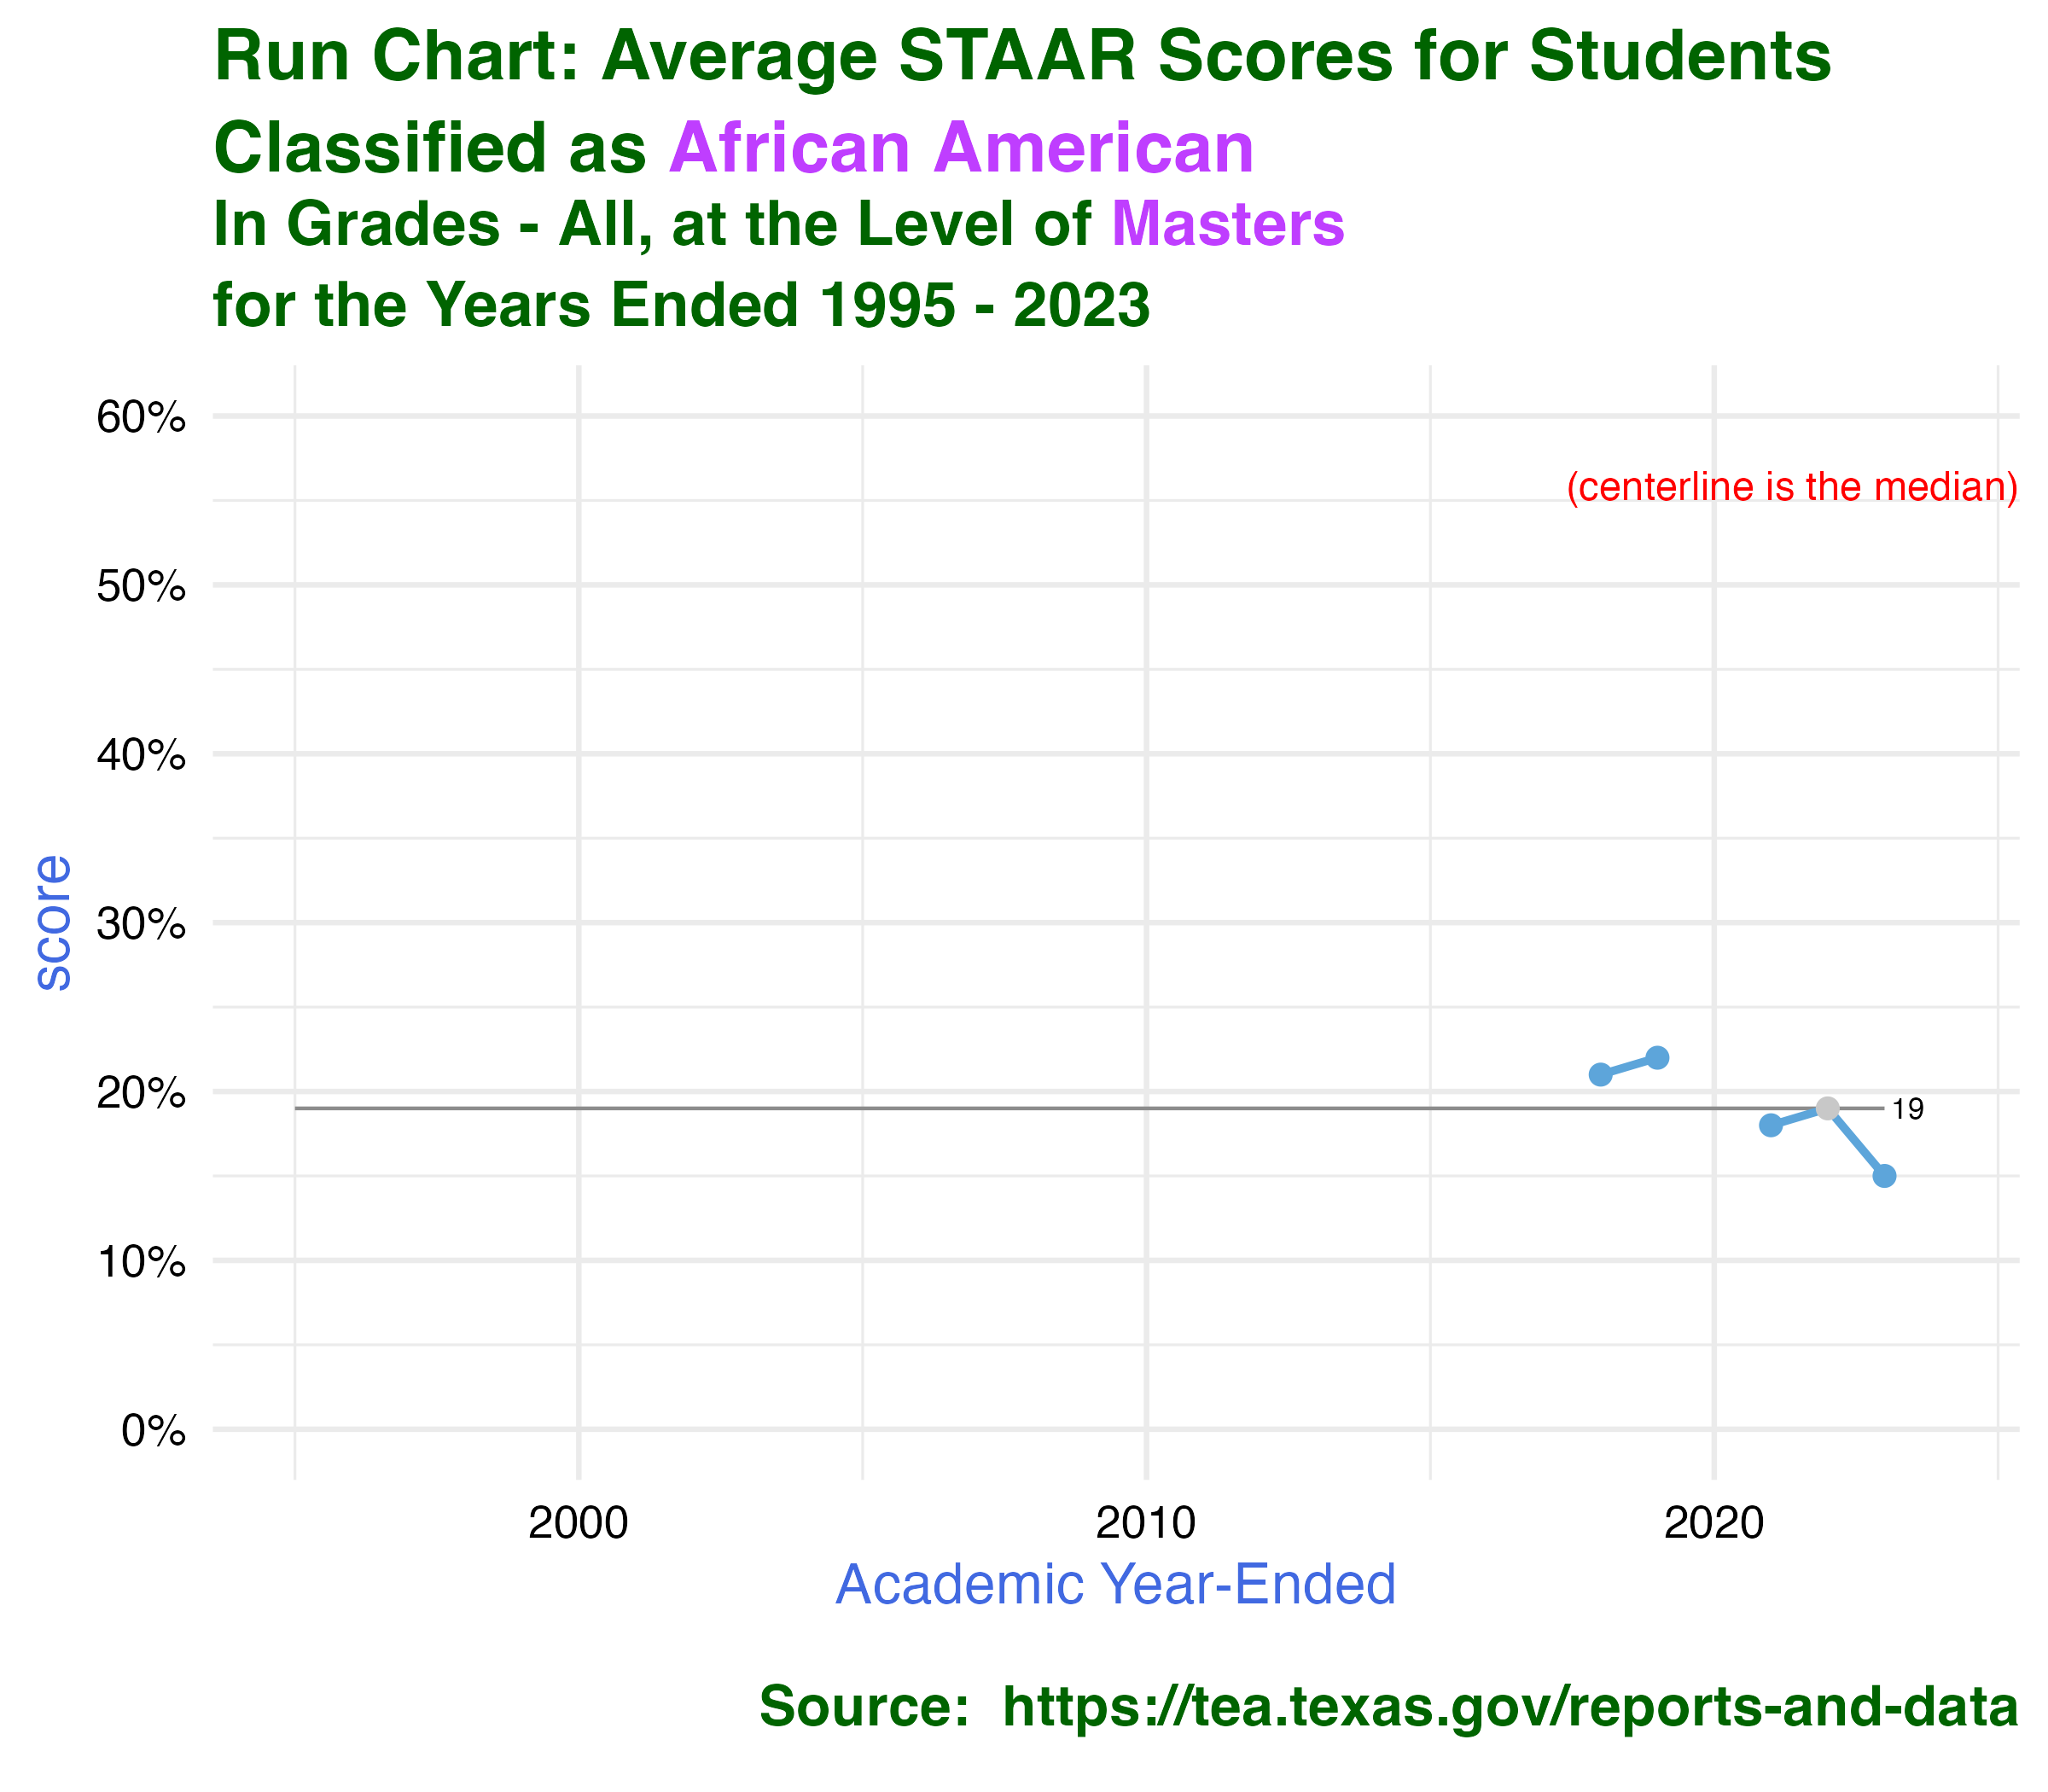 Run Chart: Average STAAR Scores for Students
Classified as African American
In Grades - All, at the Level of Masters
for the Years Ended 1995 - 2023
60%
(centerline is the median)
50%
40%
30%
score
20%
19
10%
0%
2000
2010
2020
Academic Year-Ended
Source:  https://tea.texas.gov/reports-and-data